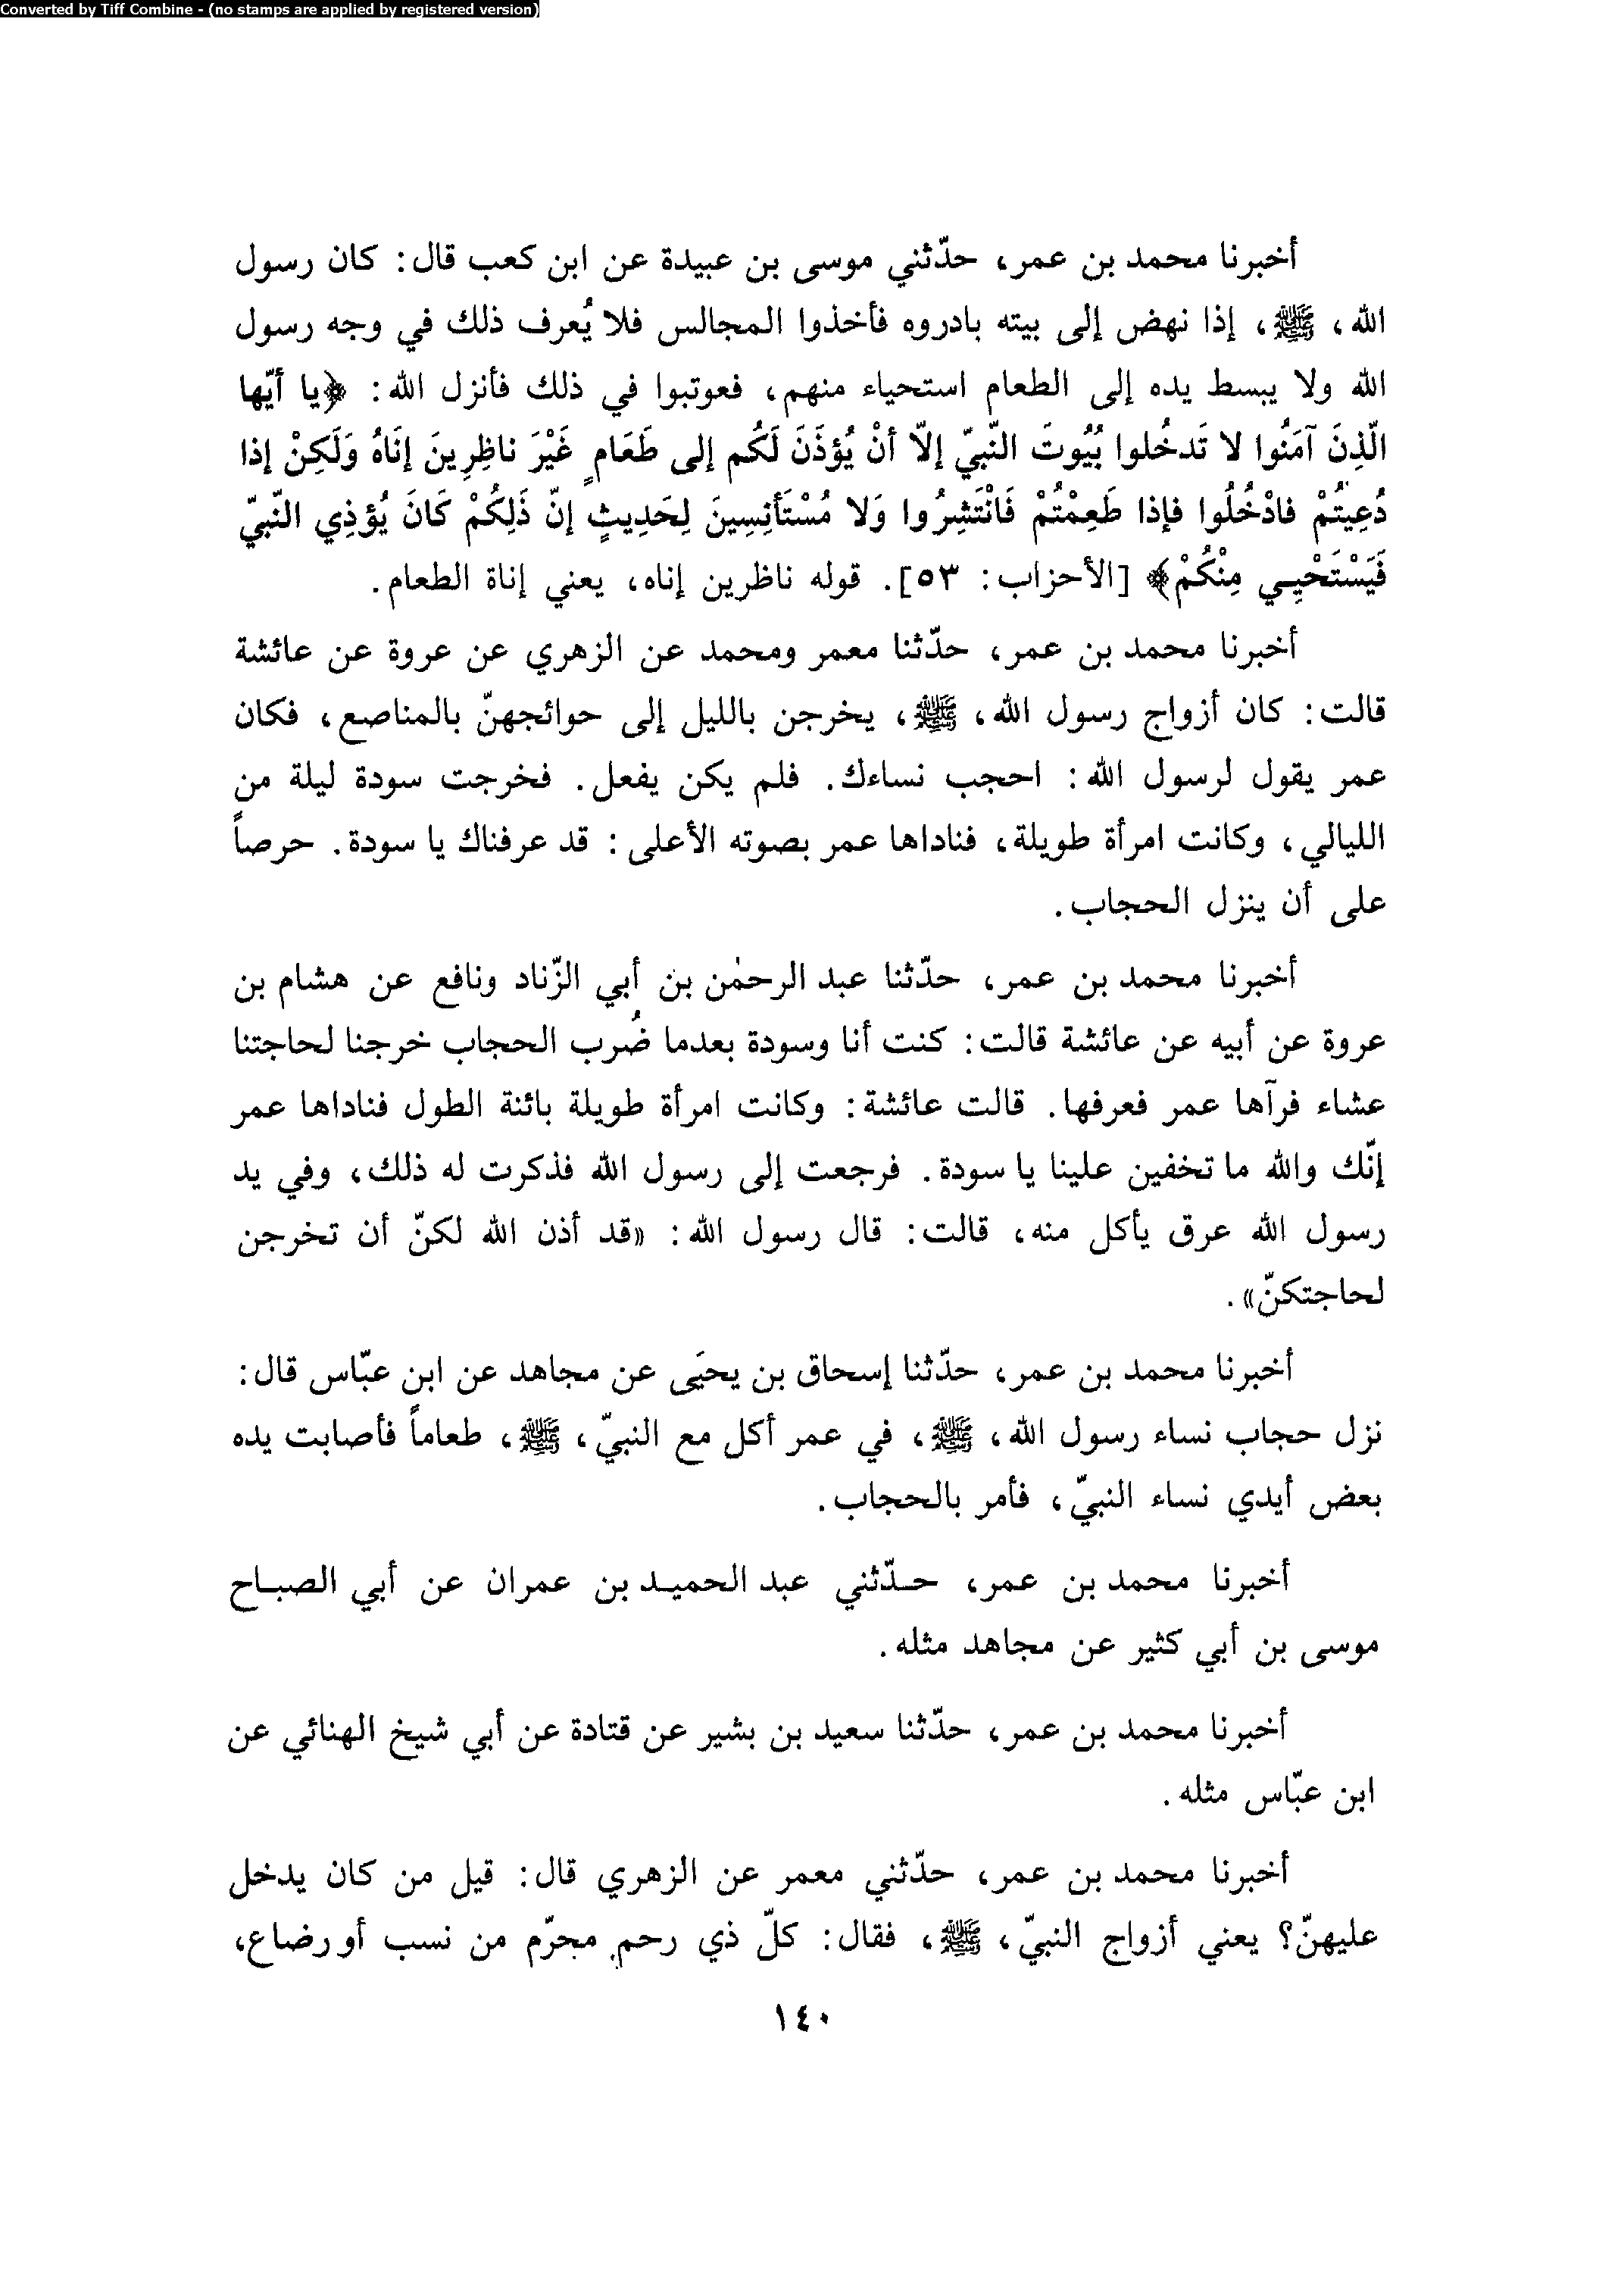 Converted by Tiff Combine - (no stamps are applied by registered version)
أخبرنا محمد بن عمر، حدّثني موسى بن عبيدة عن ابن كعب قال: كان رسول
الله، ﷺ، إذا نهض إلى بيته بادروه فأخذوا المجالس فلا يُعرف ذلك في وجه رسول
الله ولا يبسط يده إلى الطعام استحياء منهم، فعوتبوا في ذلك فأنزل الله: ﴿يا أيّها
الّذِنَ آمَنُوا لا تَدخُلوا بُيُوتَ النّبيّ إلّا أنْ يُؤذَنَ لَكُم إلى طَعَامٍ غَيْرَ ناظِرِينَ إنَاهُ وَلَكِنْ إذا
دُعِيتُمْ فادْخُلُوا فإذا طَعِمْتُمْ فَانْتَشِرُوا وَلا مُسْتَأنِسِينَ لِحَدِيثٍ إنّ ذَلِكُمْ كَانَ يُؤذِي النّبيّ
فَيَسْتَحْيِي مِنْكُمْ﴾ [الأحزاب: ٥٣]. قوله ناظرين إناه، يعني إناة الطعام.
أخبرنا محمد بن عمر، حدّثنا معمر ومحمد عن الزهري عن عروة عن عائشة
قالت: كان أزواج رسول الله، ﷺ، يخرجن بالليل إلى حوائجهنّ بالمناصع، فكان
عمر يقول لرسول الله: احجب نساءك. فلم يكن يفعل. فخرجت سودة ليلة من
الليالي، وكانت امرأة طويلة، فناداها عمر بصوته الأعلى: قد عرفناك يا سودة. حرصاً
على أن ينزل الحجاب.
أخبرنا محمد بن عمر، حدّثنا عبد الرحمٰن بن أبي الزّناد ونافع عن هشام بن
عروة عن أبيه عن عائشة قالت: كنت أنا وسودة بعدما ضُرب الحجاب خرجنا لحاجتنا
عشاء فرآها عمر فعرفها. قالت عائشة: وكانت امرأة طويلة بائنة الطول فناداها عمر
إنّك والله ما تخفين علينا يا سودة. فرجعت إلى رسول الله فذكرت له ذلك، وفي يد
رسول الله عرق يأكل منه، قالت: قال رسول الله: «قد أذن الله لكنّ أن تخرجن
لحاجتكنّ».
أخبرنا محمد بن عمر، حدّثنا إسحاق بن يحيَى عن مجاهد عن ابن عبّاس قال:
نزل حجاب نساء رسول الله، ﷺ، في عمر أكل مع النبيّ، ﷺ، طعاماً فأصابت يده
بعض أيدي نساء النبيّ، فأمر بالحجاب.
أخبرنا محمد بن عمر، حـدّثني عبد الحميـد بن عمران عن أبي الصبـاح
موسى بن أبي كثير عن مجاهد مثله.
أخبرنا محمد بن عمر، حدّثنا سعيد بن بشير عن قتادة عن أبي شيخ الهنائي عن
ابن عبّاس مثله.
أخبرنا محمد بن عمر، حدّثني معمر عن الزهري قال: قيل من كان يدخل
عليهنّ؟ يعني أزواج النبيّ، ﷺ، فقال: كلّ ذي رحم محرّم من نسب أو رضاع،
١٤٠